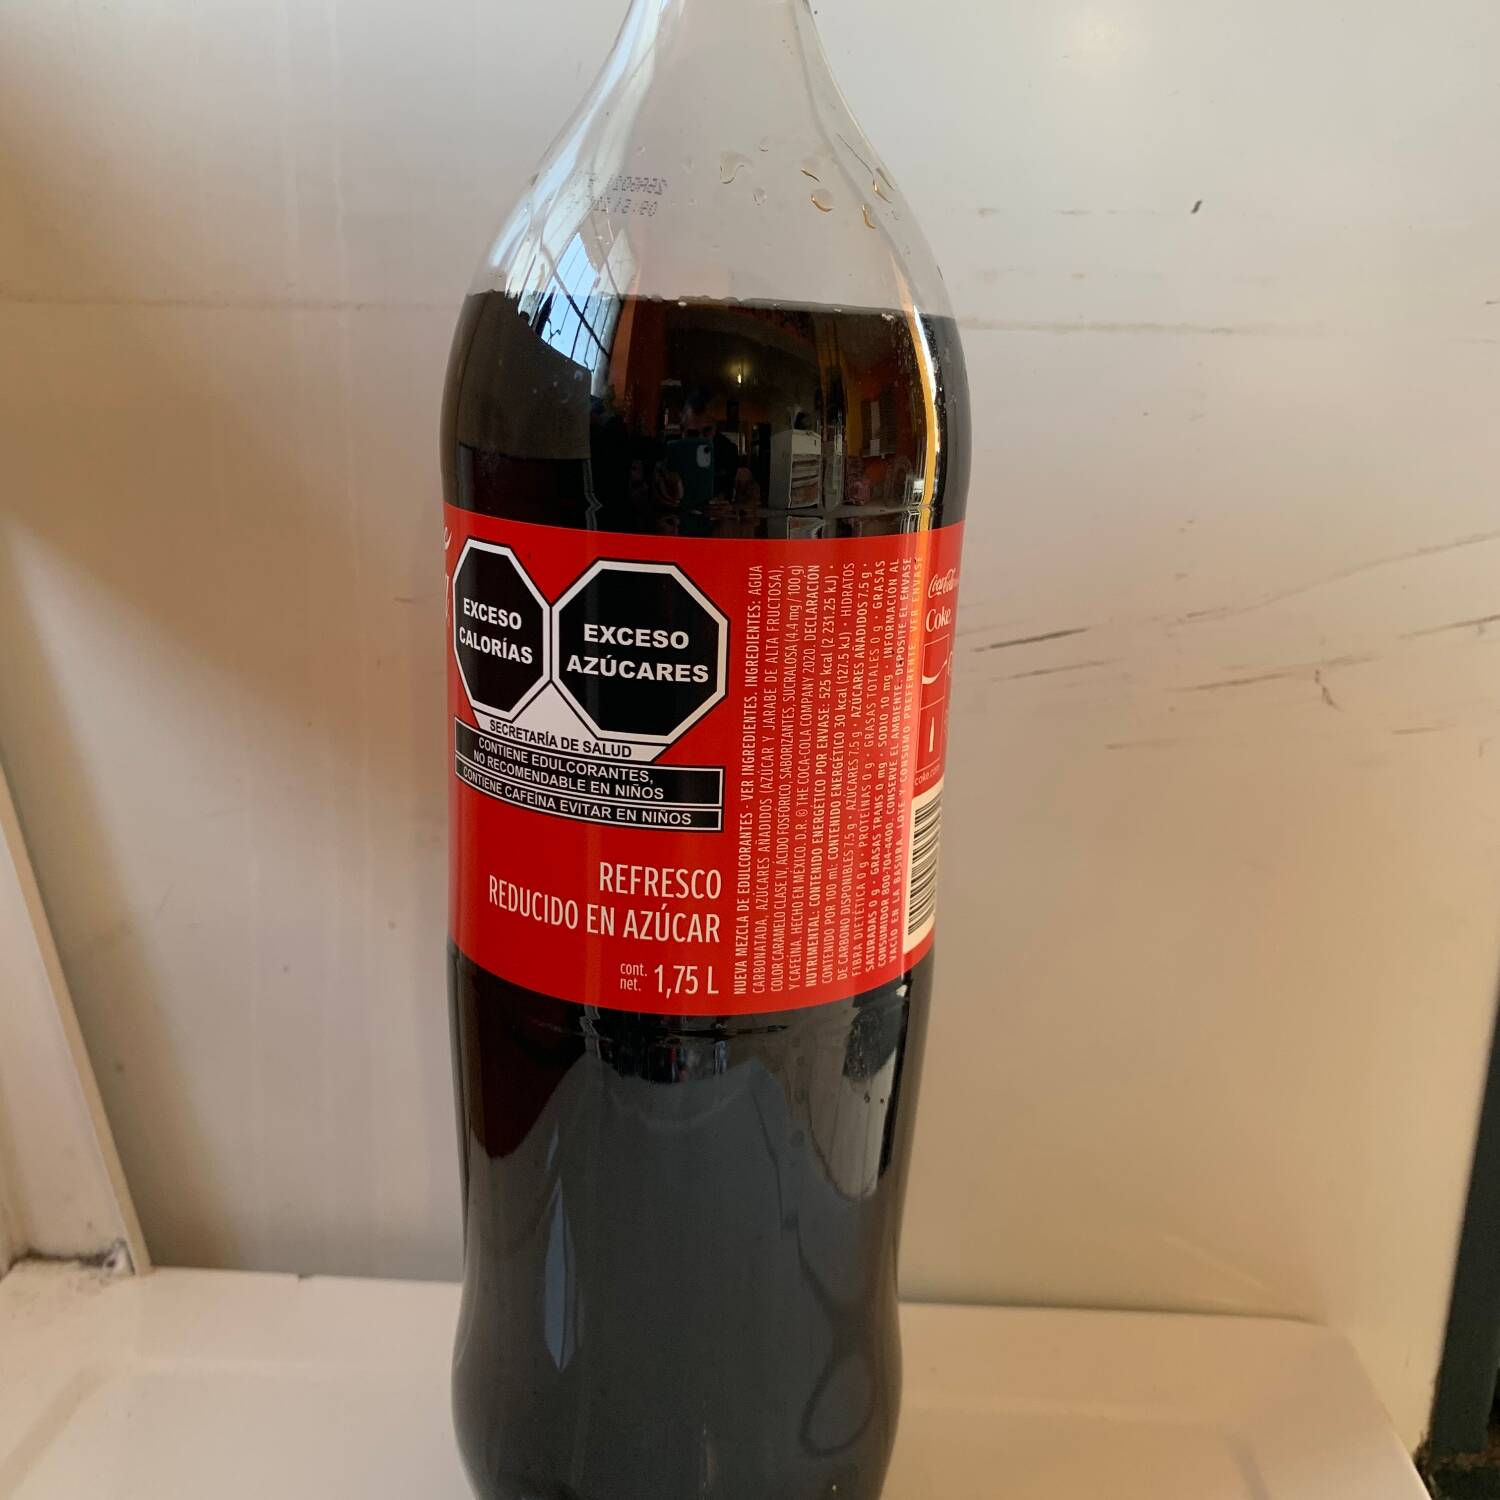 EXCESO
CALORÍAS
EXCESO
AZÚCARES
SECRETARÍA DE SALUD
CONTIENE EDULCORANTES,
NO RECOMENDABLE EN NIÑOS
CONTIENE CAFEÍNA EVITAR EN NIÑOS
REFRESCO
REDUCIDO EN AZÚCAR
cont.
net. 1,75 L
NUEVA MEZCLA DE EDULCORANTES - VER INGREDIENTES. INGREDIENTES: AGUA
CARBONATADA, AZÚCARES AÑADIDOS (AZÚCAR Y JARABE DE ALTA FRUCTOSA),
COLOR CARAMELO CLASE IV, ÁCIDO FOSFÓRICO, SABORIZANTES, SUCRALOSA (4.4 mg / 100 g)
Y CAFEÍNA. HECHO EN MÉXICO. D.R. © THE COCA-COLA COMPANY 2020. DECLARACIÓN
NUTRIMENTAL: CONTENIDO ENERGÉTICO POR ENVASE: 525 kcal (2 231.25 kJ) ·
CONTENIDO POR 100 ml: CONTENIDO ENERGÉTICO 30 kcal (127.5 kJ) · HIDRATOS
DE CARBONO DISPONIBLES 7.5 g · AZÚCARES 7.5 g · AZÚCARES AÑADIDOS 7.5 g ·
FIBRA DIETÉTICA 0 g · PROTEÍNAS 0 g · GRASAS TOTALES 0 g · GRASAS
SATURADAS 0 g · GRASAS TRANS 0 mg · SODIO 10 mg · INFORMACIÓN AL
CONSUMIDOR 800-704-4400. CONSERVE EL AMBIENTE. DEPOSITE EL ENVASE
VACÍO EN LA BASURA. LOTE Y CONSUMO PREFERENTE: VER ENVASE
Coca-Cola
Coke
coke.com